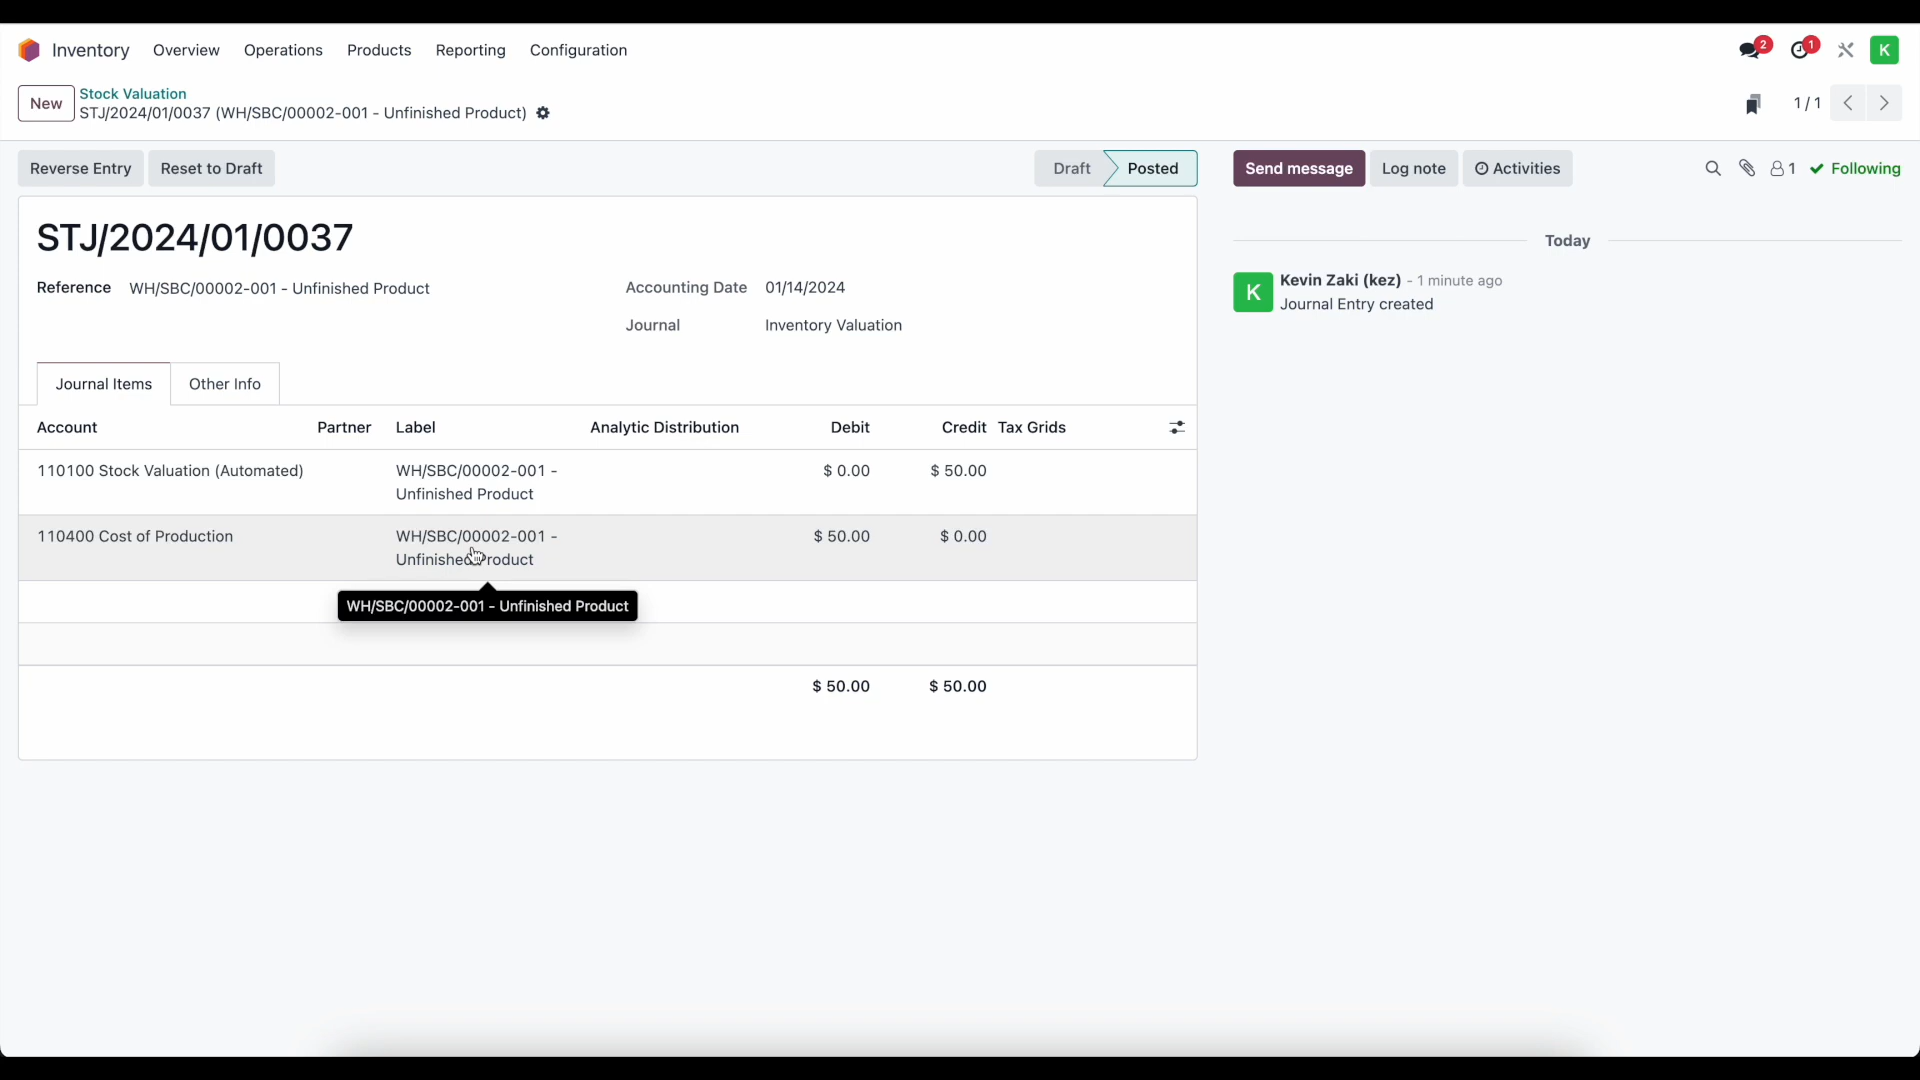 Inventory Overview Operations Products Reporting Configuration 2 1 K
New Stock Valuation
STJ/2024/01/0037 (WH/SBC/00002-001 - Unfinished Product) 1 / 1
Reverse Entry Reset to Draft Draft Posted Send message Log note Activities 1 Following
STJ/2024/01/0037
Today
Reference WH/SBC/00002-001 - Unfinished Product Accounting Date 01/14/2024
K Kevin Zaki (kez) - 1 minute ago
Journal Entry created
Journal Inventory Valuation
Journal Items Other Info
Account Partner Label Analytic Distribution Debit Credit Tax Grids
110100 Stock Valuation (Automated) WH/SBC/00002-001 - $ 0.00 $ 50.00
Unfinished Product
110400 Cost of Production WH/SBC/00002-001 - $ 50.00 $ 0.00
Unfinished Product
WH/SBC/00002-001 - Unfinished Product
$ 50.00 $ 50.00